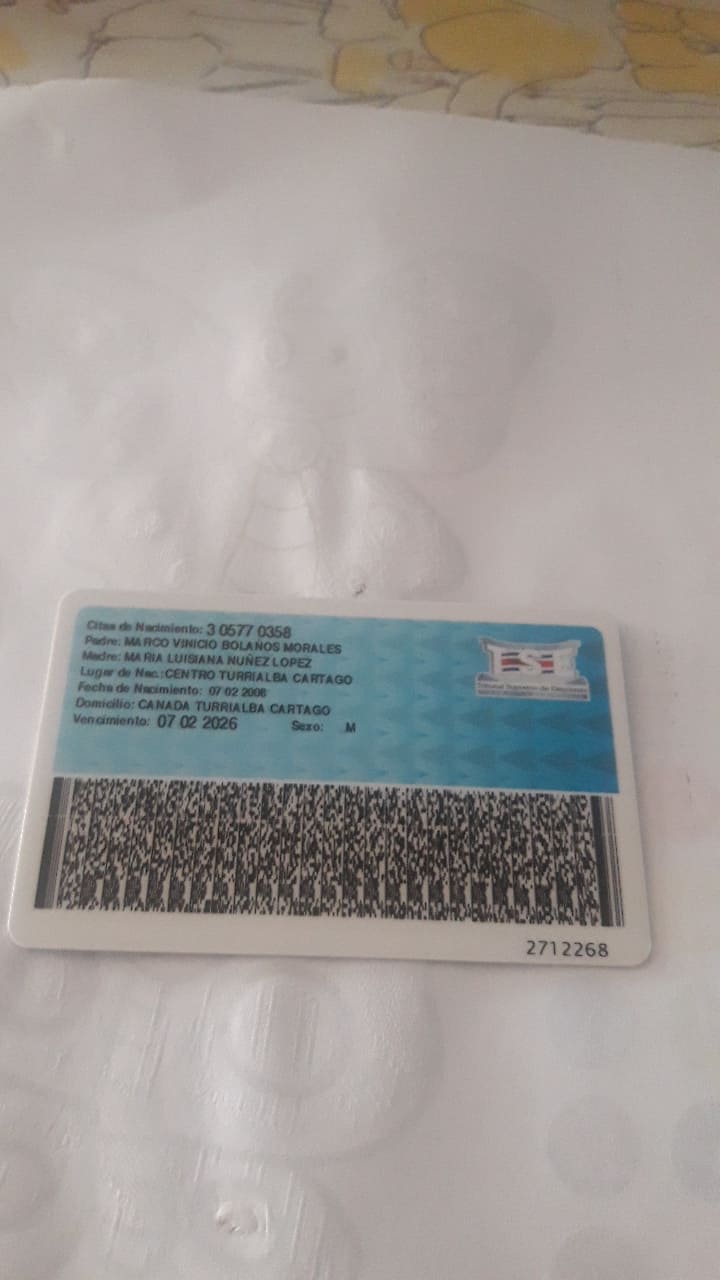 Citas de Nacimiento: 3 0577 0358
Padre: MARCO VINICIO BOLAÑOS MORALES
Madre: MARIA LUISIANA NUÑEZ LOPEZ
Lugar de Nac.: CENTRO TURRIALBA CARTAGO
Fecha de Nacimiento: 07 02 2008
Domicilio: CANADA TURRIALBA CARTAGO
Vencimiento: 07 02 2026 Sexo: M
TSE
Tribunal Supremo de Elecciones
2712268